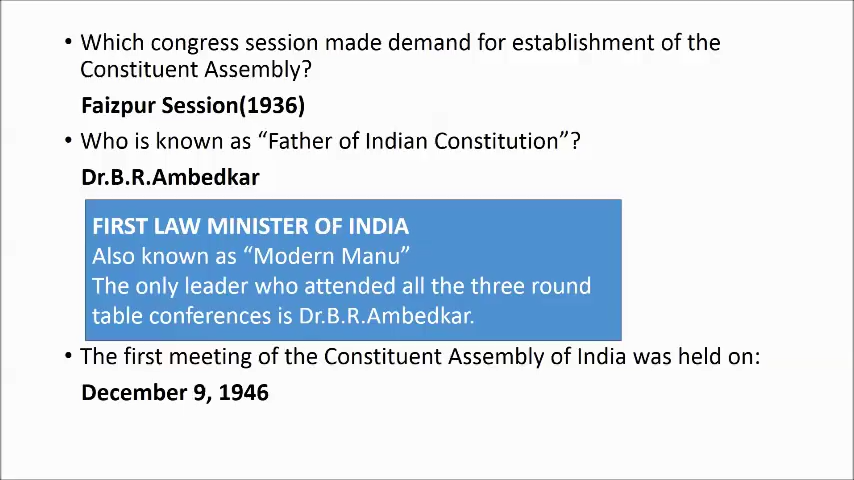 • Which congress session made demand for establishment of the
Constituent Assembly?
Faizpur Session(1936)
• Who is known as “Father of Indian Constitution”?
Dr.B.R.Ambedkar
FIRST LAW MINISTER OF INDIA
Also known as “Modern Manu”
The only leader who attended all the three round
table conferences is Dr.B.R.Ambedkar.
• The first meeting of the Constituent Assembly of India was held on:
December 9, 1946